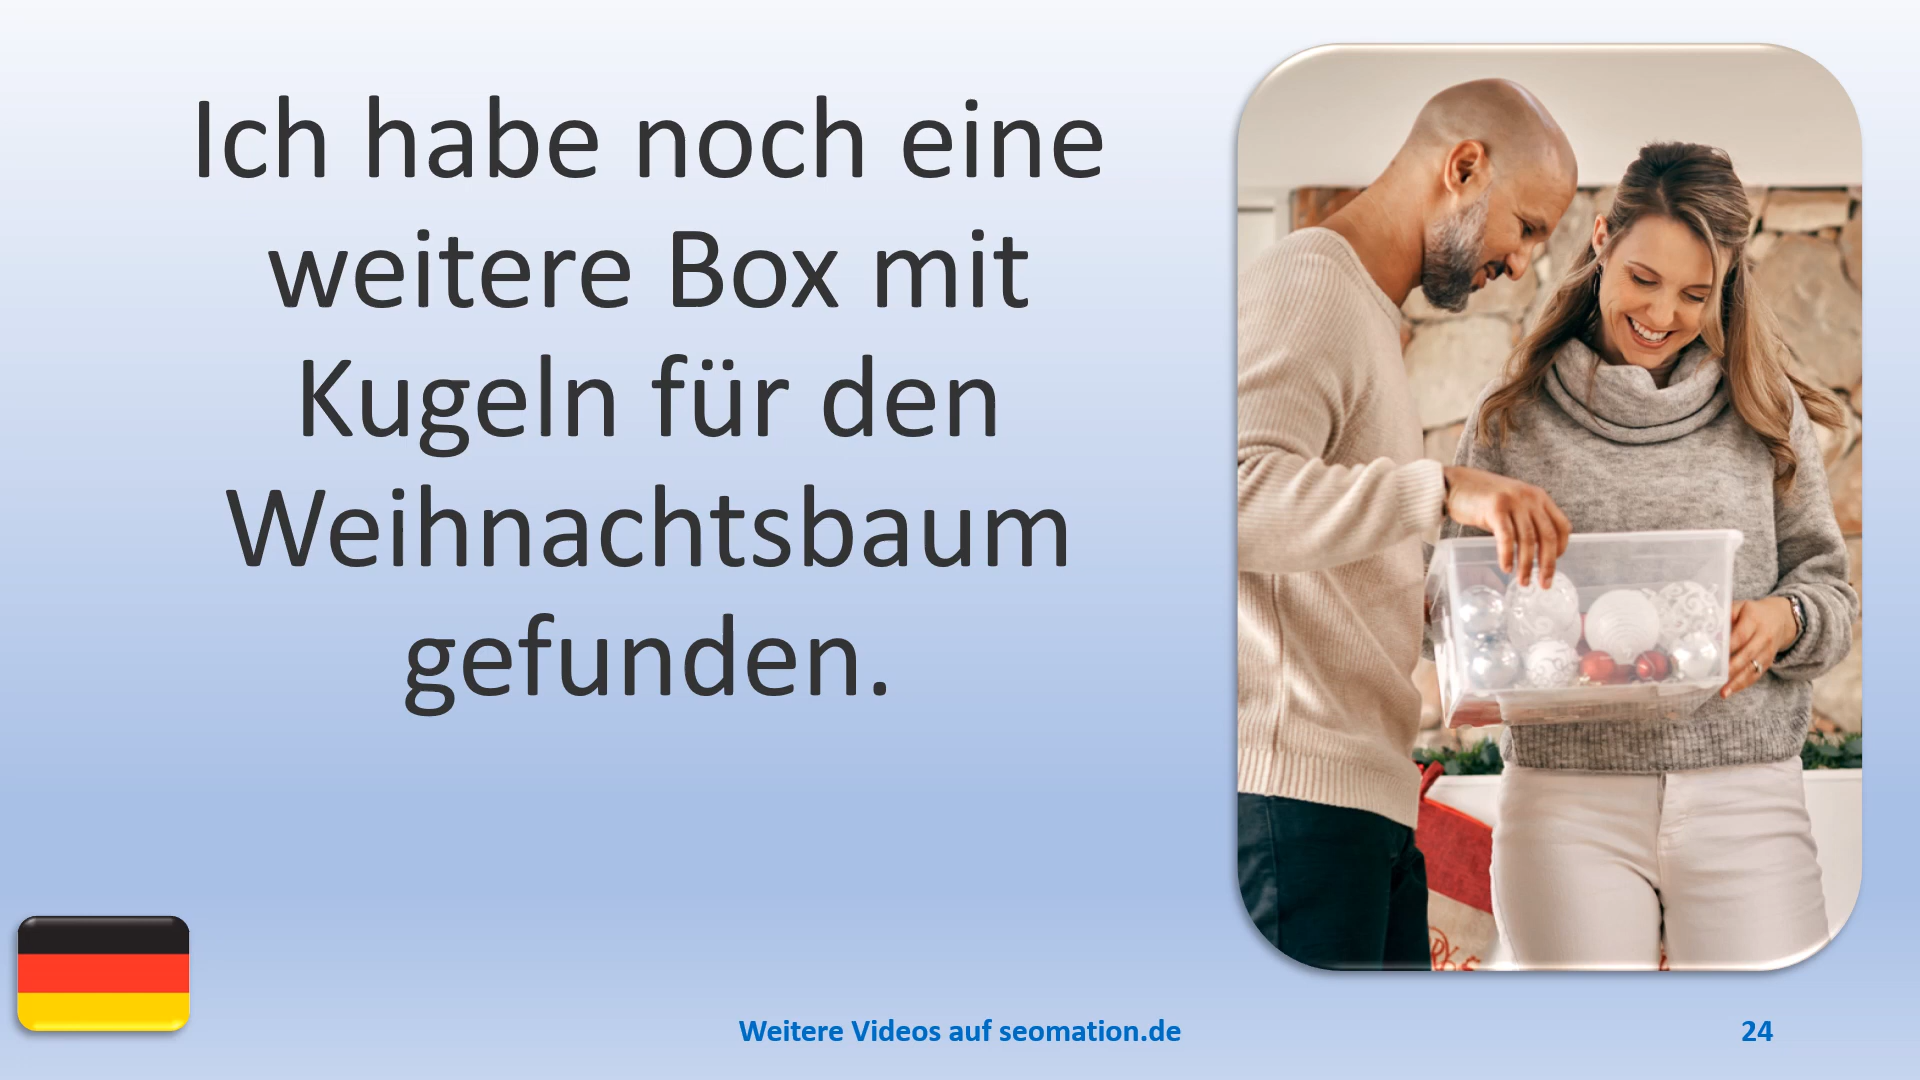 Ich habe noch eine
weitere Box mit
Kugeln für den
Weihnachtsbaum
gefunden.
Weitere Videos auf seomation.de
24